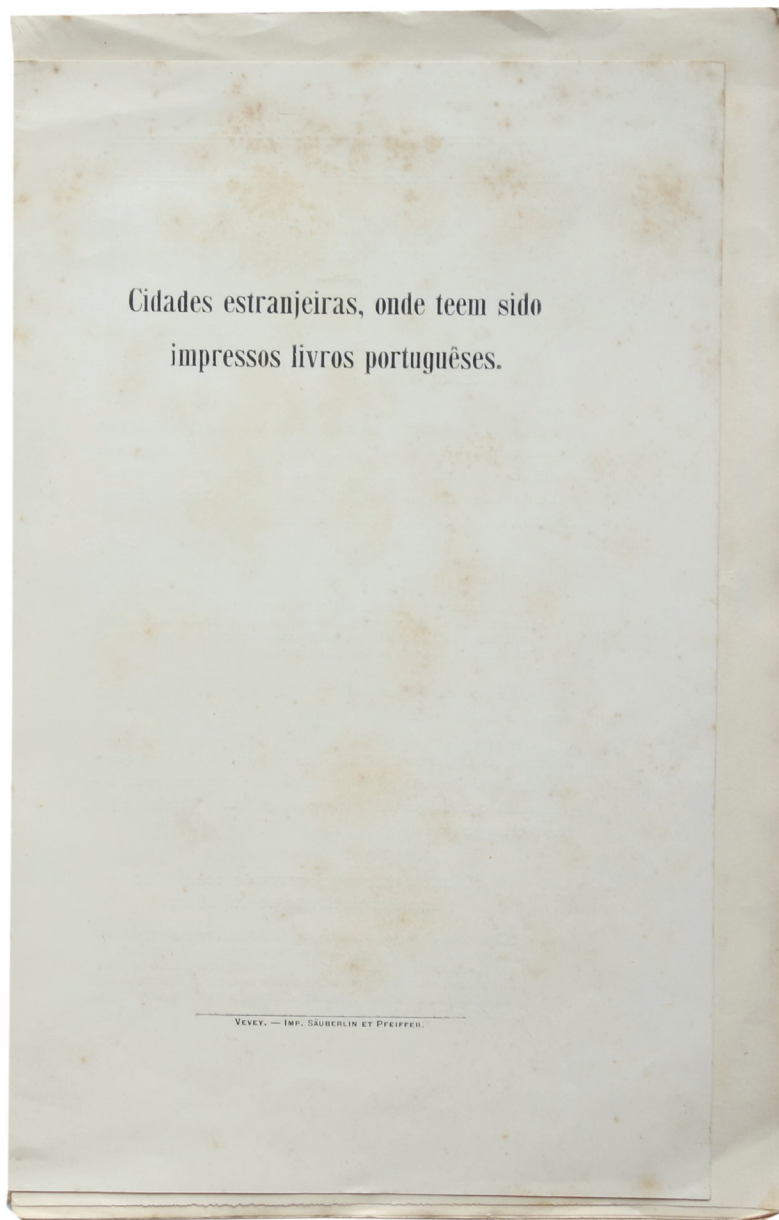 Cidades estranjeiras, onde teem sido
impressos livros portuguêses.
Vevey. — Imp. Säuberlin et Pfeiffer.